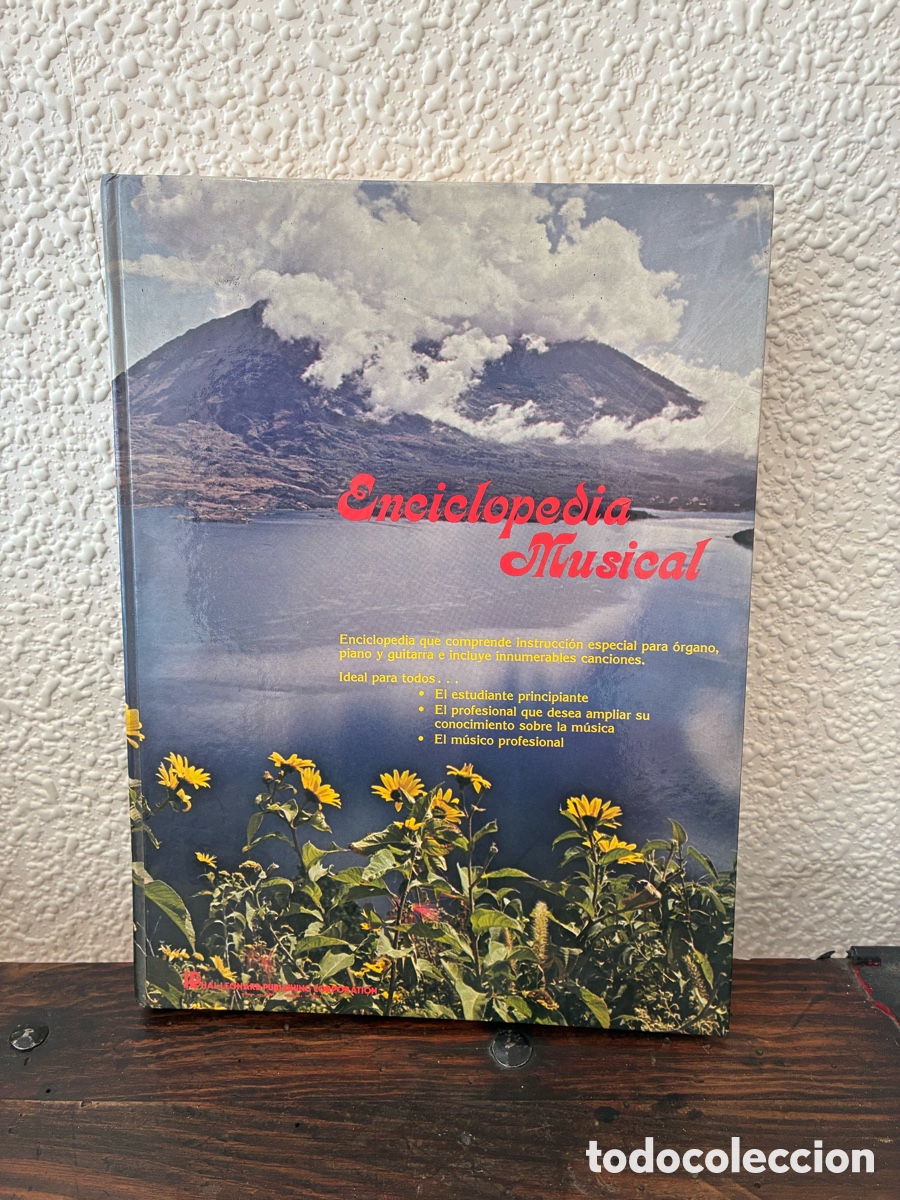 Enciclopedia
Musical
Enciclopedia que comprende instrucción especial para órgano,
piano y guitarra e incluye innumerables canciones.
Ideal para todos . . .
• El estudiante principiante
• El profesional que desea ampliar su
conocimiento sobre la música
• El músico profesional
HAL LEONARD PUBLISHING CORPORATION
todocoleccion